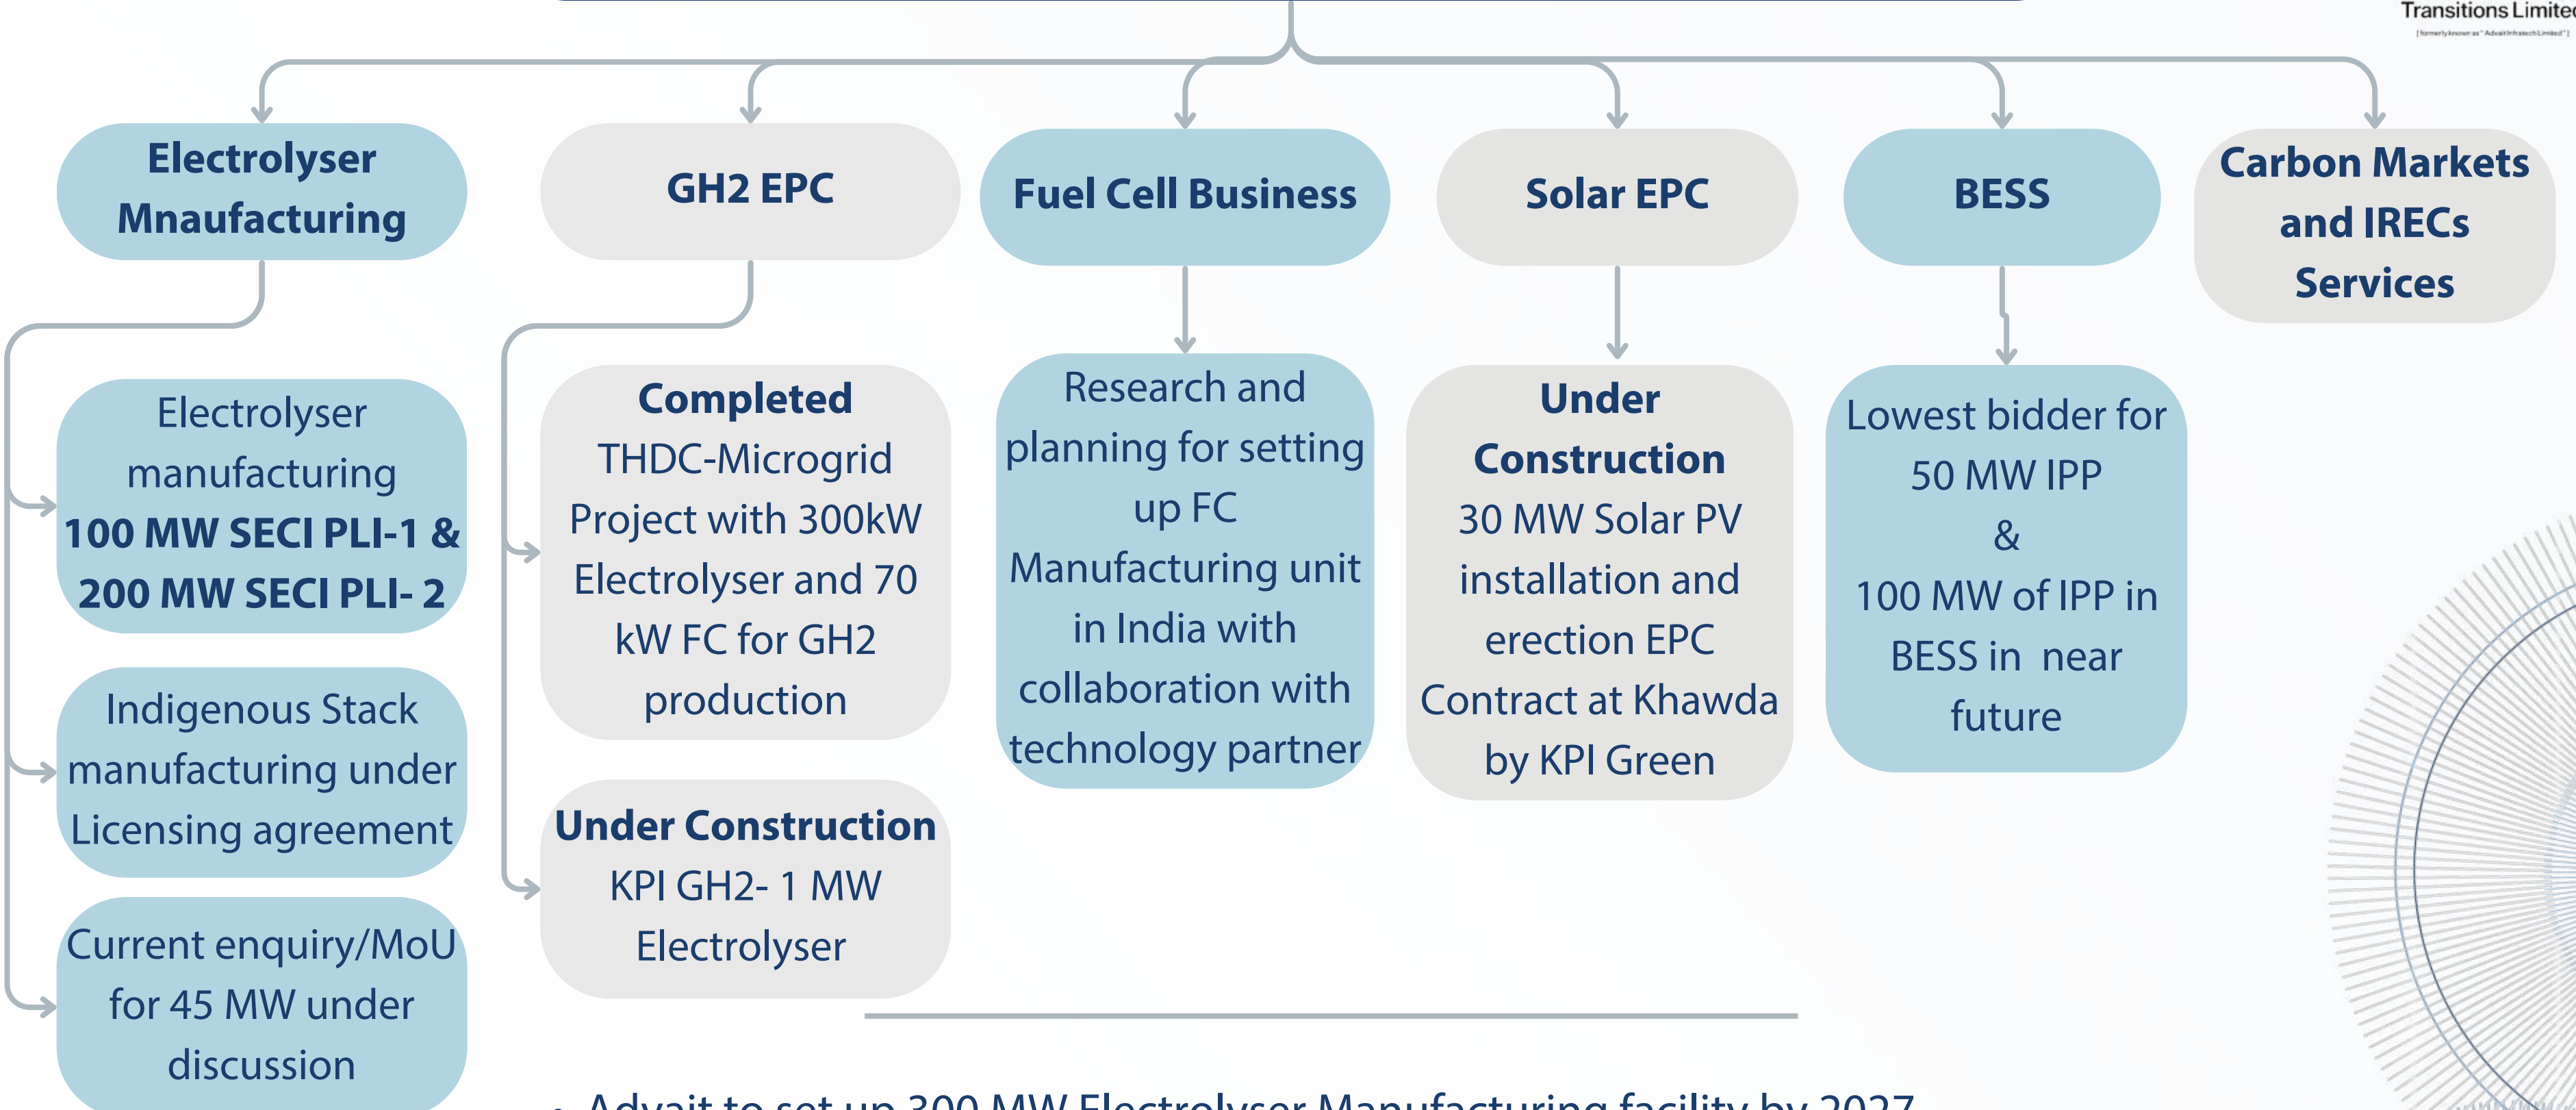 Transitions Limited
[formerly known as "Advait Infratech Limited"]
Electrolyser
Mnaufacturing
GH2 EPC
Fuel Cell Business
Solar EPC
BESS
Carbon Markets
and IRECs
Services
Electrolyser
manufacturing
100 MW SECI PLI-1 &
200 MW SECI PLI- 2
Indigenous Stack
manufacturing under
Licensing agreement
Current enquiry/MoU
for 45 MW under
discussion
Completed
THDC-Microgrid
Project with 300kW
Electrolyser and 70
kW FC for GH2
production
Under Construction
KPI GH2- 1 MW
Electrolyser
Research and
planning for setting
up FC
Manufacturing unit
in India with
collaboration with
technology partner
Under
Construction
30 MW Solar PV
installation and
erection EPC
Contract at Khawda
by KPI Green
Lowest bidder for
50 MW IPP
&
100 MW of IPP in
BESS in near
future
• Advait to set up 300 MW Electrolyser Manufacturing facility by 2027